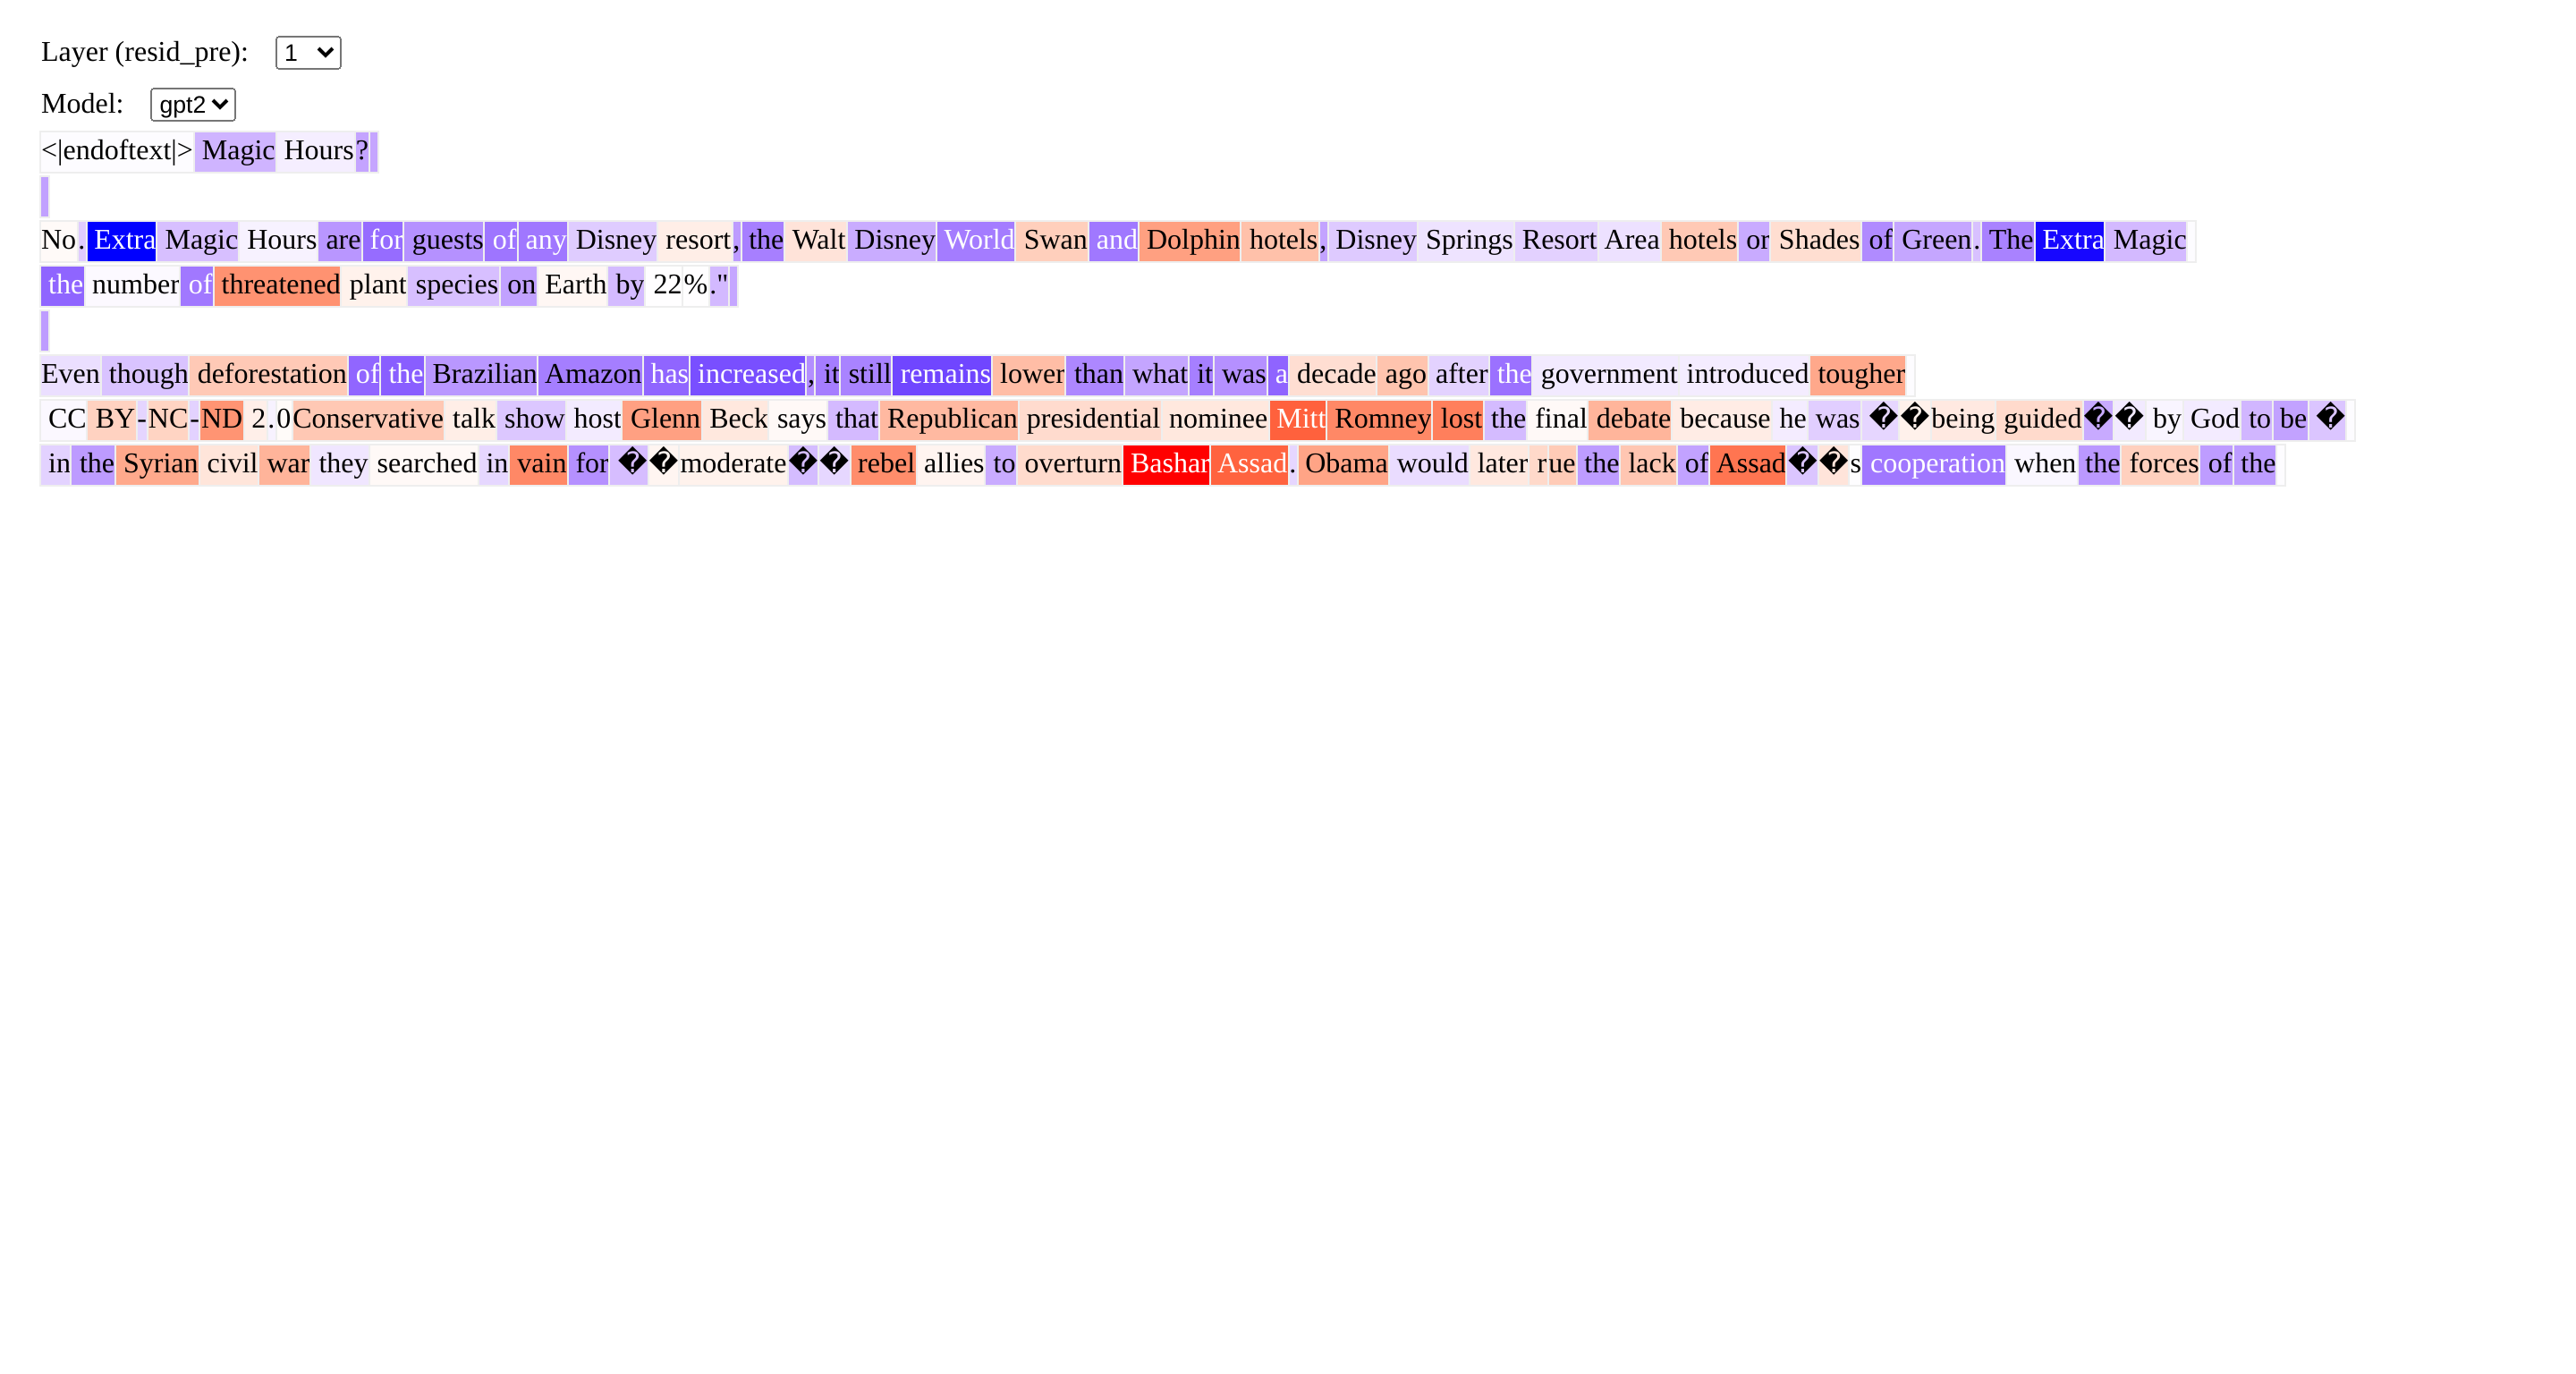 Layer (resid_pre): 1
Model: gpt2
<|endoftext|> Magic Hours?
No. Extra Magic Hours are for guests of any Disney resort, the Walt Disney World Swan and Dolphin hotels, Disney Springs Resort Area hotels or Shades of Green. The Extra Magic
the number of threatened plant species on Earth by 22%."
Even though deforestation of the Brazilian Amazon has increased, it still remains lower than what it was a decade ago after the government introduced tougher
CC BY-NC-ND 2.0Conservative talk show host Glenn Beck says that Republican presidential nominee Mitt Romney lost the final debate because he was ��being guided�� by God to be �
in the Syrian civil war they searched in vain for ��moderate�� rebel allies to overturn Bashar Assad. Obama would later rue the lack of Assad��s cooperation when the forces of the